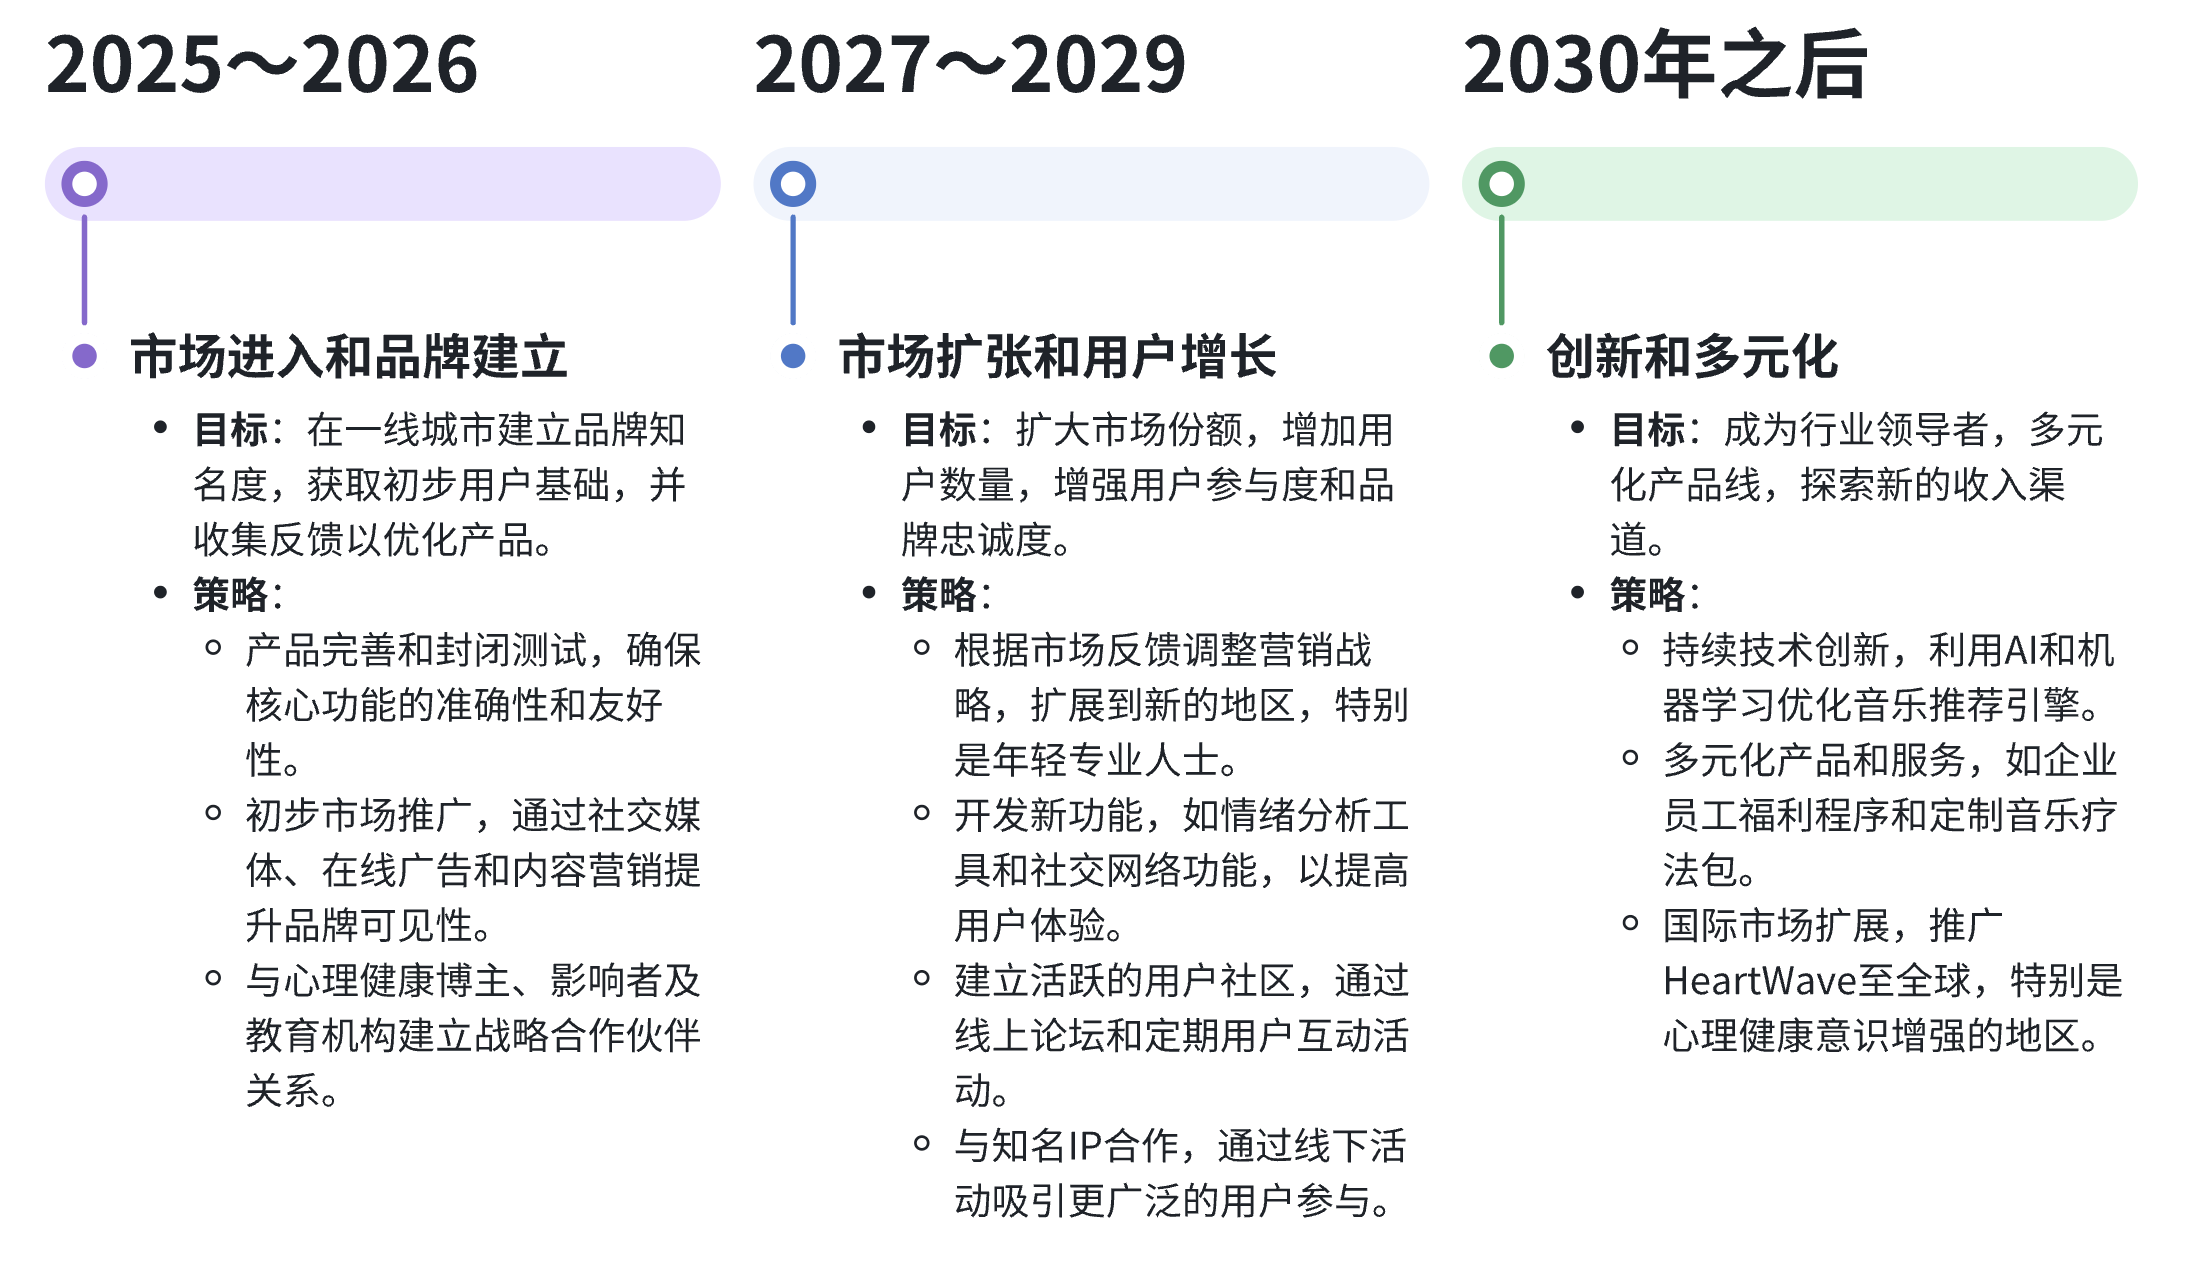 2025～2026
市场进入和品牌建立
目标：在一线城市建立品牌知
名度，获取初步用户基础，并
收集反馈以优化产品。
策略：
产品完善和封闭测试，确保
核心功能的准确性和友好
性。
初步市场推广，通过社交媒
体、在线广告和内容营销提
升品牌可见性。
与心理健康博主、影响者及
教育机构建立战略合作伙伴
关系。
2027～2029
市场扩张和用户增长
目标：扩大市场份额，增加用
户数量，增强用户参与度和品
牌忠诚度。
策略：
根据市场反馈调整营销战
略，扩展到新的地区，特别
是年轻专业人士。
开发新功能，如情绪分析工
具和社交网络功能，以提高
用户体验。
建立活跃的用户社区，通过
线上论坛和定期用户互动活
动。
与知名IP合作，通过线下活
动吸引更广泛的用户参与。
2030年之后
创新和多元化
目标：成为行业领导者，多元
化产品线，探索新的收入渠
道。
策略：
持续技术创新，利用AI和机
器学习优化音乐推荐引擎。
多元化产品和服务，如企业
员工福利程序和定制音乐疗
法包。
国际市场扩展，推广
HeartWave至全球，特别是
心理健康意识增强的地区。